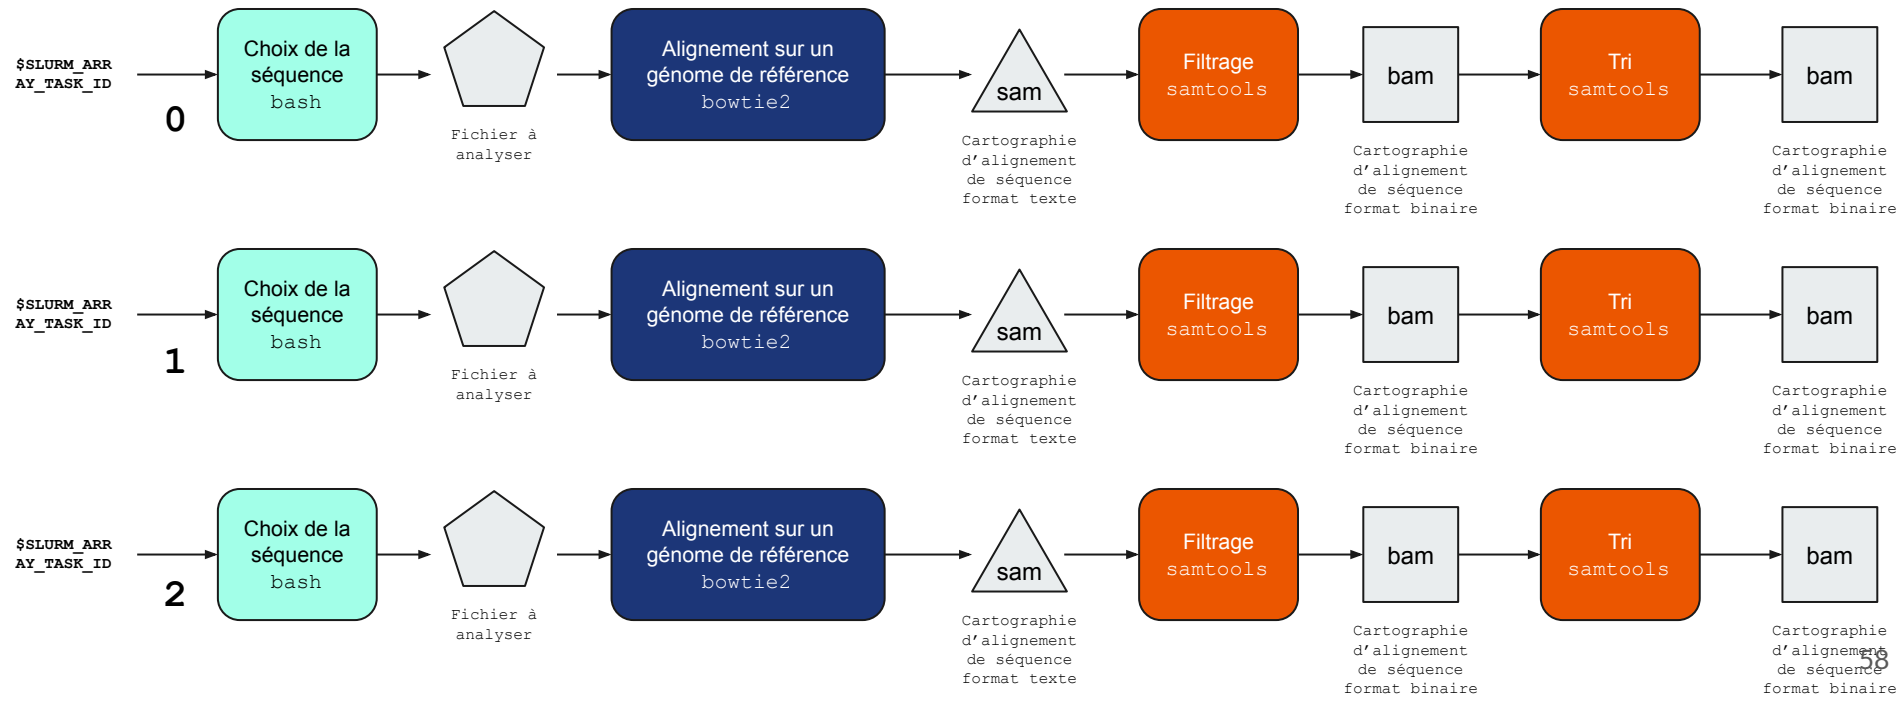 $SLURM_ARR
AY_TASK_ID
0
Choix de la
séquence
bash
Fichier à
analyser
Alignement sur un
génome de référence
bowtie2
sam
Cartographie
d’alignement
de séquence
format texte
Filtrage
samtools
bam
Cartographie
d’alignement
de séquence
format binaire
Tri
samtools
bam
Cartographie
d’alignement
de séquence
format binaire
$SLURM_ARR
AY_TASK_ID
1
Choix de la
séquence
bash
Fichier à
analyser
Alignement sur un
génome de référence
bowtie2
sam
Cartographie
d’alignement
de séquence
format texte
Filtrage
samtools
bam
Cartographie
d’alignement
de séquence
format binaire
Tri
samtools
bam
Cartographie
d’alignement
de séquence
format binaire
$SLURM_ARR
AY_TASK_ID
2
Choix de la
séquence
bash
Fichier à
analyser
Alignement sur un
génome de référence
bowtie2
sam
Cartographie
d’alignement
de séquence
format texte
Filtrage
samtools
bam
Cartographie
d’alignement
de séquence
format binaire
Tri
samtools
bam
Cartographie
d’alignement
de séquence
format binaire
58